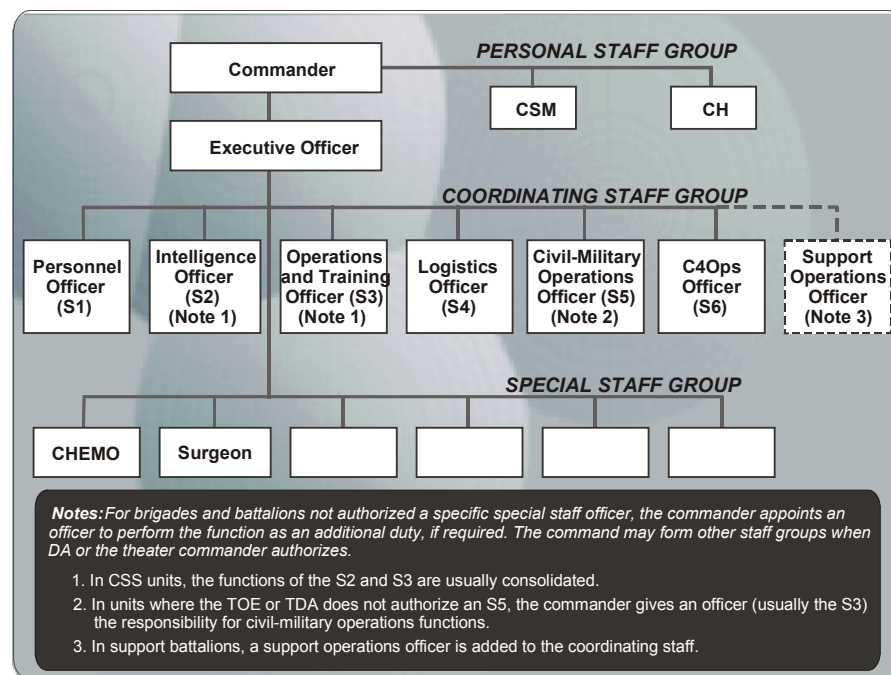 PERSONAL STAFF GROUP
Commander
CSM
CH
Executive Officer
COORDINATING STAFF GROUP
Personnel
Officer
(S1)
Intelligence
Officer
(S2)
(Note 1)
Operations
and Training
Officer (S3)
(Note 1)
Logistics
Officer
(S4)
Civil-Military
Operations
Officer (S5)
(Note 2)
C4Ops
Officer
(S6)
Support
Operations
Officer
(Note 3)
SPECIAL STAFF GROUP
CHEMO
Surgeon
Notes:For brigades and battalions not authorized a specific special staff officer, the commander appoints an
officer to perform the function as an additional duty, if required. The command may form other staff groups when
DA or the theater commander authorizes.
1. In CSS units, the functions of the S2 and S3 are usually consolidated.
2. In units where the TOE or TDA does not authorize an S5, the commander gives an officer (usually the S3)
the responsibility for civil-military operations functions.
3. In support battalions, a support operations officer is added to the coordinating staff.